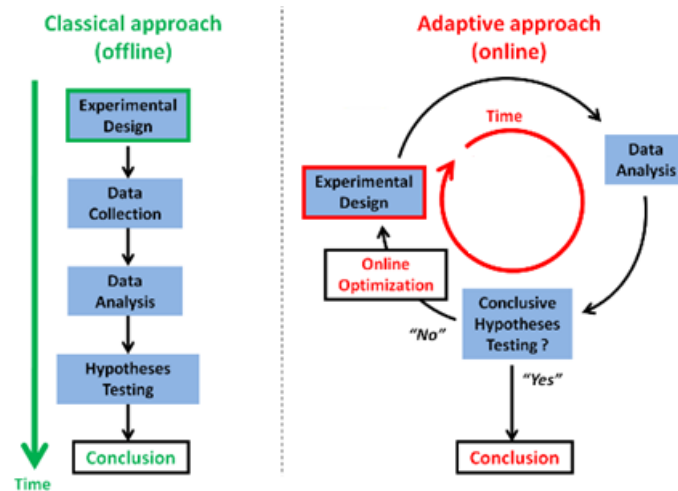 Classical approach
(offline)
Experimental
Design
Data
Collection
Data
Analysis
Hypotheses
Testing
Conclusion
Time
Adaptive approach
(online)
Time
Data
Analysis
Experimental
Design
Online
Optimization
Conclusive
Hypotheses
Testing ?
“No”
“Yes”
Conclusion